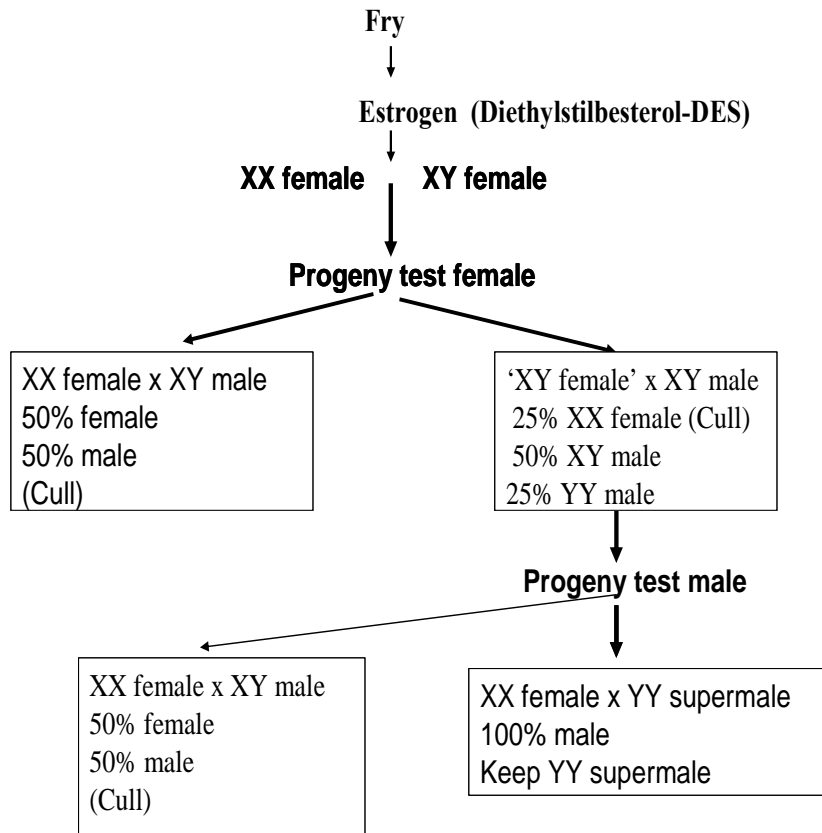 Fry
Estrogen (Diethylstilbesterol-DES)
XX female XY female
Progeny test female
XX female x XY male
50% female
50% male
(Cull)
‘XY female’ x XY male
25% XX female (Cull)
50% XY male
25% YY male
Progeny test male
XX female x XY male
50% female
50% male
(Cull)
XX female x YY supermale
100% male
Keep YY supermale